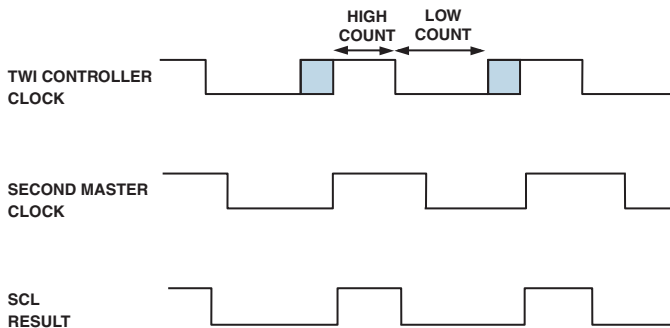 HIGH
COUNT
LOW
COUNT
TWI CONTROLLER
CLOCK
SECOND MASTER
CLOCK
SCL
RESULT